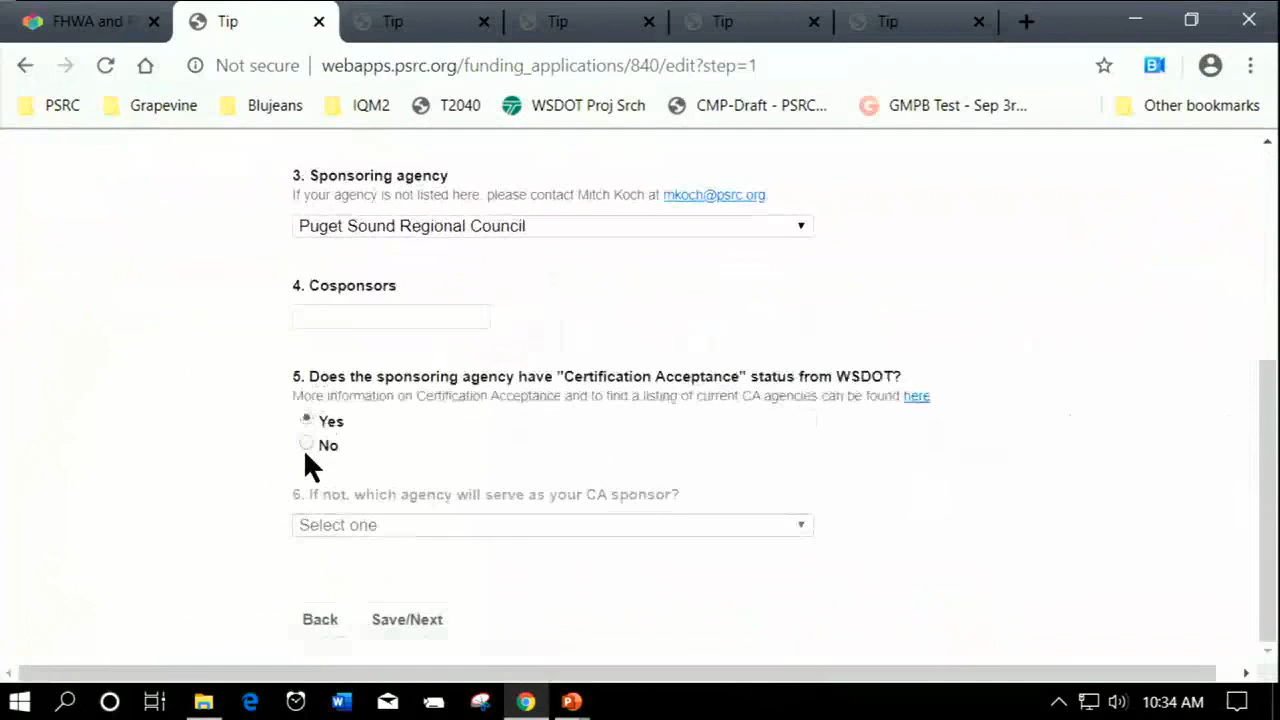 FHWA and F
Tip
Tip
Tip
Tip
Tip
Not secure webapps.psrc.org/funding_applications/840/edit?step=1
PSRC Grapevine Blujeans IQM2 T2040 WSDOT Proj Srch CMP-Draft - PSRC... GMPB Test - Sep 3r... Other bookmarks
3. Sponsoring agency
If your agency is not listed here, please contact Mitch Koch at mkoch@psrc.org.
Puget Sound Regional Council
4. Cosponsors
5. Does the sponsoring agency have "Certification Acceptance" status from WSDOT?
More information on Certification Acceptance and to find a listing of current CA agencies can be found here
Yes
No
6. If not, which agency will serve as your CA sponsor?
Select one
Back Save/Next
10:34 AM